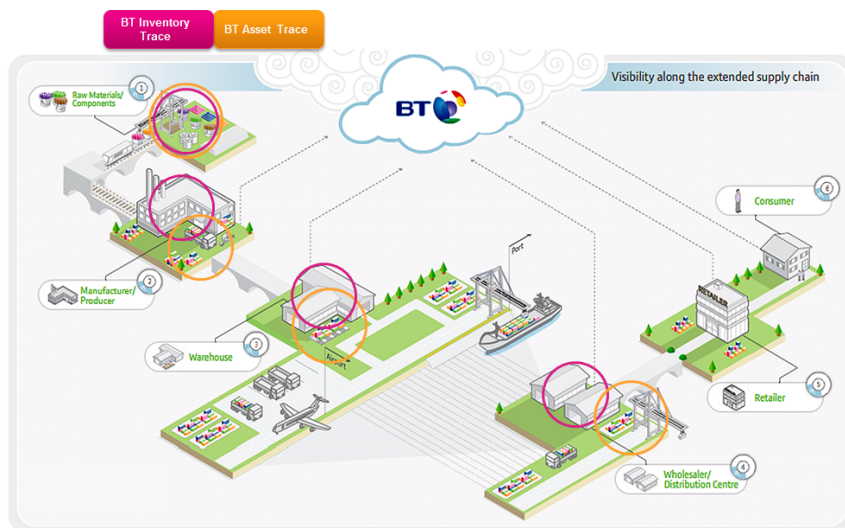 BT Inventory
Trace
BT Asset Trace
Visibility along the extended supply chain
BT
1
Raw Materials/
Components
6
Consumer
Port
2
Manufacturer/
Producer
3
Warehouse
Airport
RETAILER
5
Retailer
4
Wholesaler/
Distribution Centre